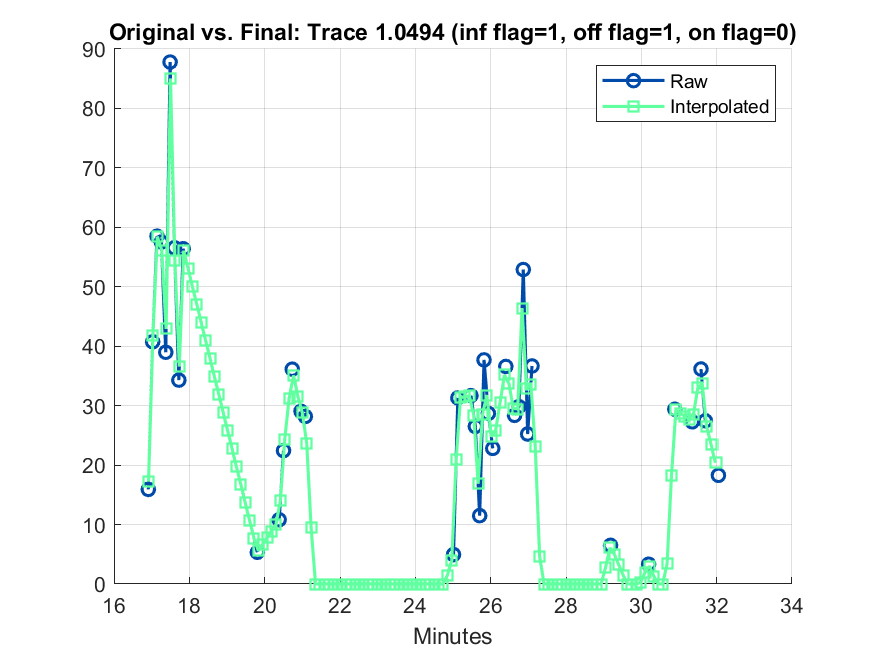 Original vs. Final: Trace 1.0494 (inf flag=1, off flag=1, on flag=0)
90
80
70
60
50
40
30
20
10
0
Raw
Interpolated
16 18 20 22 24 26 28 30 32 34
Minutes